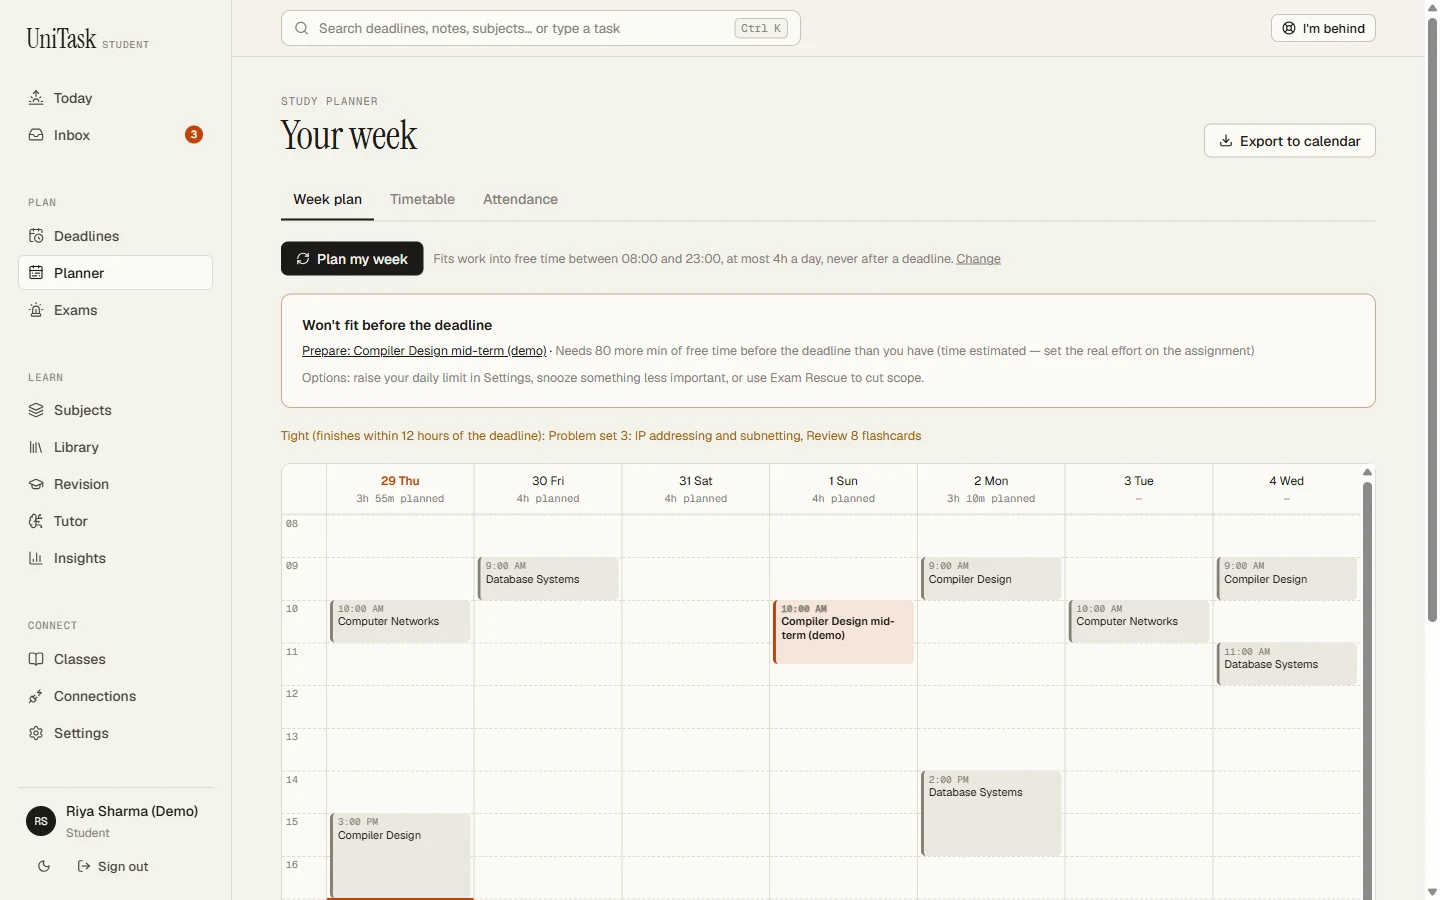 UniTask STUDENT
Today
Inbox 3
PLAN
Deadlines
Planner
Exams
LEARN
Subjects
Library
Revision
Tutor
Insights
CONNECT
Classes
Connections
Settings
RS Riya Sharma (Demo)
Student
Sign out
Search deadlines, notes, subjects... or type a task Ctrl K
I'm behind
STUDY PLANNER
Your week
Export to calendar
Week plan Timetable Attendance
Plan my week Fits work into free time between 08:00 and 23:00, at most 4h a day, never after a deadline. Change
Won't fit before the deadline
Prepare: Compiler Design mid-term (demo) · Needs 80 more min of free time before the deadline than you have (time estimated — set the real effort on the assignment)
Options: raise your daily limit in Settings, snooze something less important, or use Exam Rescue to cut scope.
Tight (finishes within 12 hours of the deadline): Problem set 3: IP addressing and subnetting, Review 8 flashcards
29 Thu 30 Fri 31 Sat 1 Sun 2 Mon 3 Tue 4 Wed
3h 55m planned 4h planned 4h planned 4h planned 3h 10m planned — —
08
09
9:00 AM 9:00 AM 9:00 AM
Database Systems Compiler Design Compiler Design
10
10:00 AM 10:00 AM 10:00 AM
Computer Networks Compiler Design mid- Computer Networks
term (demo)
11
11:00 AM
Database Systems
12
13
14
2:00 PM
Database Systems
15
3:00 PM
Compiler Design
16